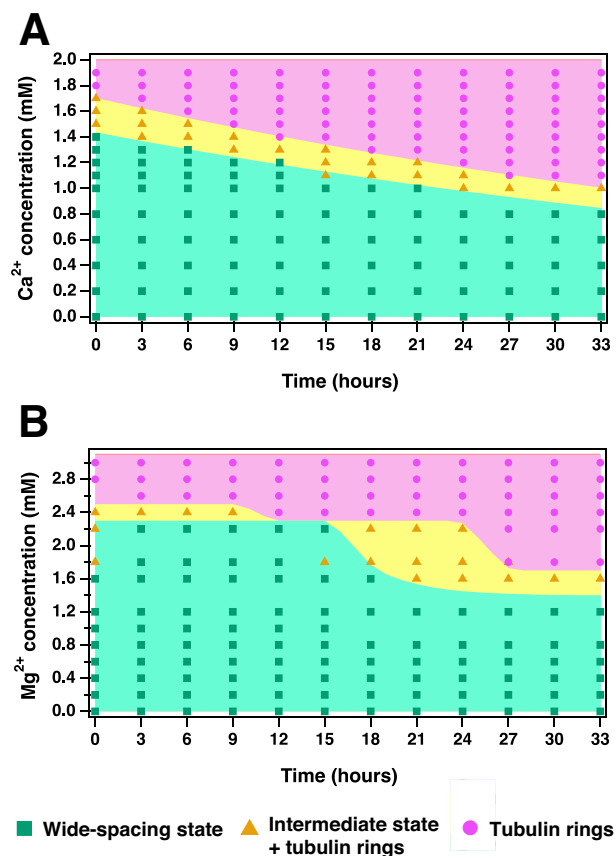 A
Ca2+ concentration (mM)
2.0
1.8
1.6
1.4
1.2
1.0
0.8
0.6
0.4
0.2
0.0
0 3 6 9 12 15 18 21 24 27 30 33
Time (hours)
B
Mg2+ concentration (mM)
2.8
2.4
2.0
1.6
1.2
0.8
0.4
0.0
0 3 6 9 12 15 18 21 24 27 30 33
Time (hours)
Wide-spacing state
Intermediate state
+ tubulin rings
Tubulin rings